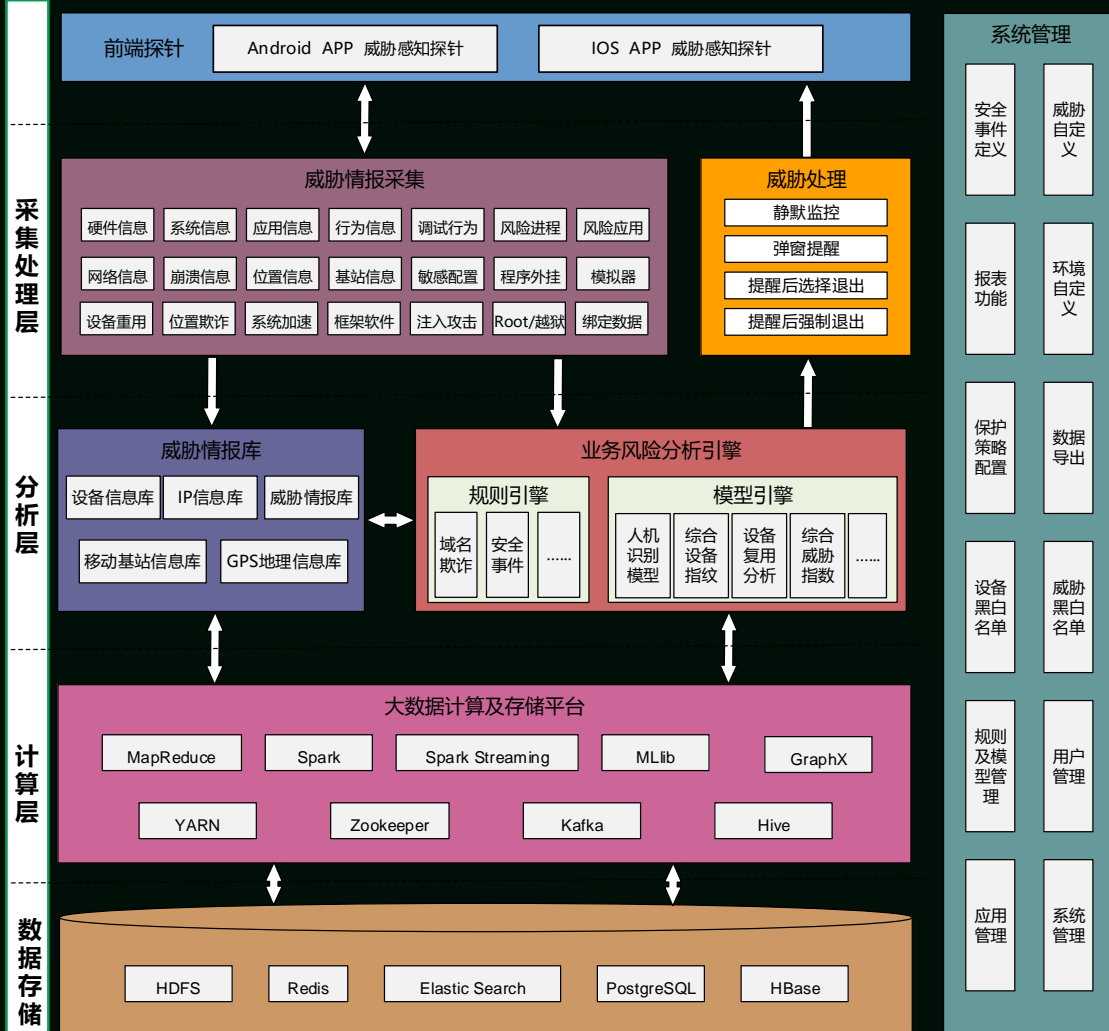 前端探针
Android APP 威胁感知探针
IOS APP 威胁感知探针
采集处理层
威胁情报采集
硬件信息
系统信息
应用信息
行为信息
调试行为
风险进程
风险应用
网络信息
崩溃信息
位置信息
基站信息
敏感配置
程序外挂
模拟器
设备重用
位置欺诈
系统加速
框架软件
注入攻击
Root/越狱
绑定数据
威胁处理
静默监控
弹窗提醒
提醒后选择退出
提醒后强制退出
分析层
威胁情报库
设备信息库
IP信息库
威胁情报库
移动基站信息库
GPS地理信息库
业务风险分析引擎
规则引擎
域名
欺诈
安全
事件
......
模型引擎
人机
识别
模型
综合
设备
指纹
设备
复用
分析
综合
威胁
指数
......
计算层
大数据计算及存储平台
MapReduce
Spark
Spark Streaming
MLlib
GraphX
YARN
Zookeeper
Kafka
Hive
数据存储
HDFS
Redis
Elastic Search
PostgreSQL
HBase
系统管理
安全
事件
定义
威胁
自定
义
报表
功能
环境
自定
义
保护
策略
配置
数据
导出
设备
黑白
名单
威胁
黑白
名单
规则
及模
型管
理
用户
管理
应用
管理
系统
管理